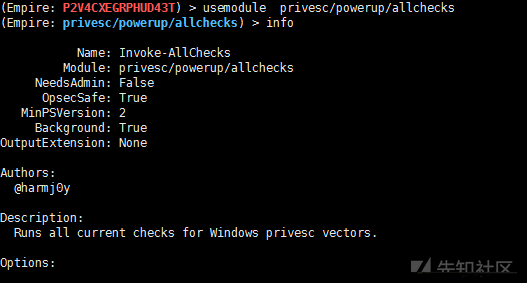 (Empire: P2V4CXEGRPHUD43T) > usemodule  privesc/powerup/allchecks
(Empire: privesc/powerup/allchecks) > info
Name: Invoke-AllChecks
Module: privesc/powerup/allchecks
NeedsAdmin: False
OpsecSafe: True
MinPSVersion: 2
Background: True
OutputExtension: None
Authors:
@harmj0y
Description:
Runs all current checks for Windows privesc vectors.
Options:
先知社区